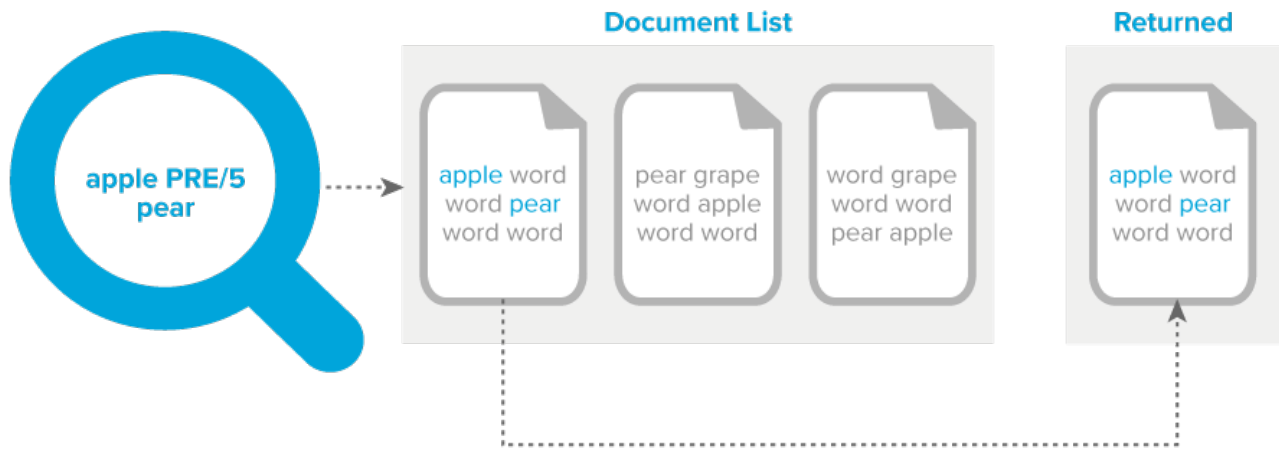 Document List
Returned
apple PRE/5
pear
apple word
word pear
word word
pear grape
word apple
word word
word grape
word word
pear apple
apple word
word pear
word word